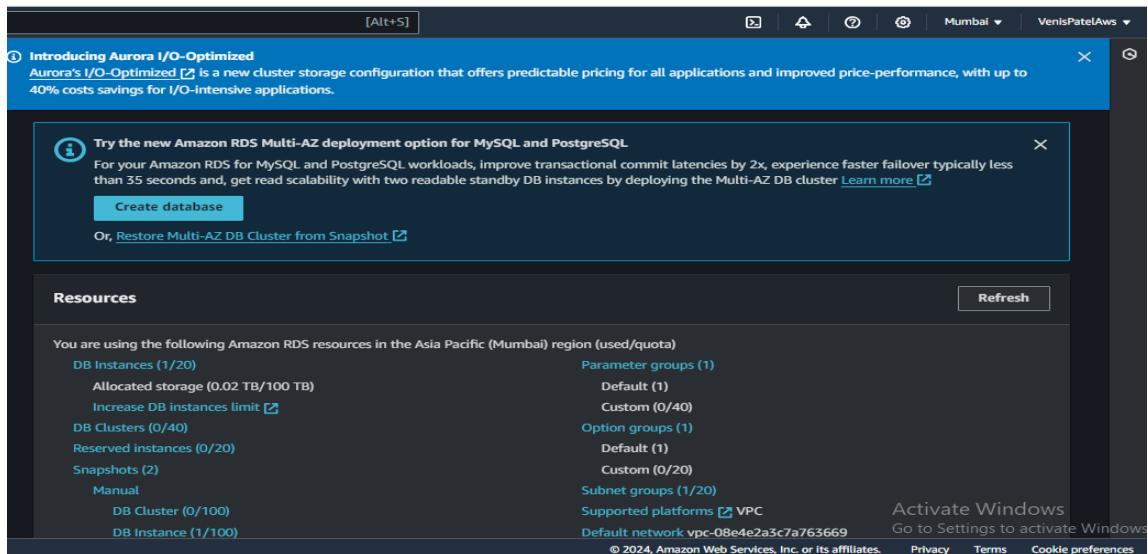 [Alt+S]
Mumbai
VenisPatelAws
Introducing Aurora I/O-Optimized
Aurora's I/O-Optimized is a new cluster storage configuration that offers predictable pricing for all applications and improved price-performance, with up to
40% costs savings for I/O-intensive applications.
Try the new Amazon RDS Multi-AZ deployment option for MySQL and PostgreSQL
For your Amazon RDS for MySQL and PostgreSQL workloads, improve transactional commit latencies by 2x, experience faster failover typically less
than 35 seconds and, get read scalability with two readable standby DB instances by deploying the Multi-AZ DB cluster Learn more
Create database
Or, Restore Multi-AZ DB Cluster from Snapshot
Resources
Refresh
You are using the following Amazon RDS resources in the Asia Pacific (Mumbai) region (used/quota)
DB Instances (1/20)
Allocated storage (0.02 TB/100 TB)
Increase DB instances limit
DB Clusters (0/40)
Reserved instances (0/20)
Snapshots (2)
Manual
DB Cluster (0/100)
DB Instance (1/100)
Parameter groups (1)
Default (1)
Custom (0/40)
Option groups (1)
Default (1)
Custom (0/20)
Subnet groups (1/20)
Supported platforms VPC
Default network vpc-08e4e2a3c7a763669
Activate Windows
Go to Settings to activate Windows
© 2024, Amazon Web Services, Inc. or its affiliates.
Privacy
Terms
Cookie preferences